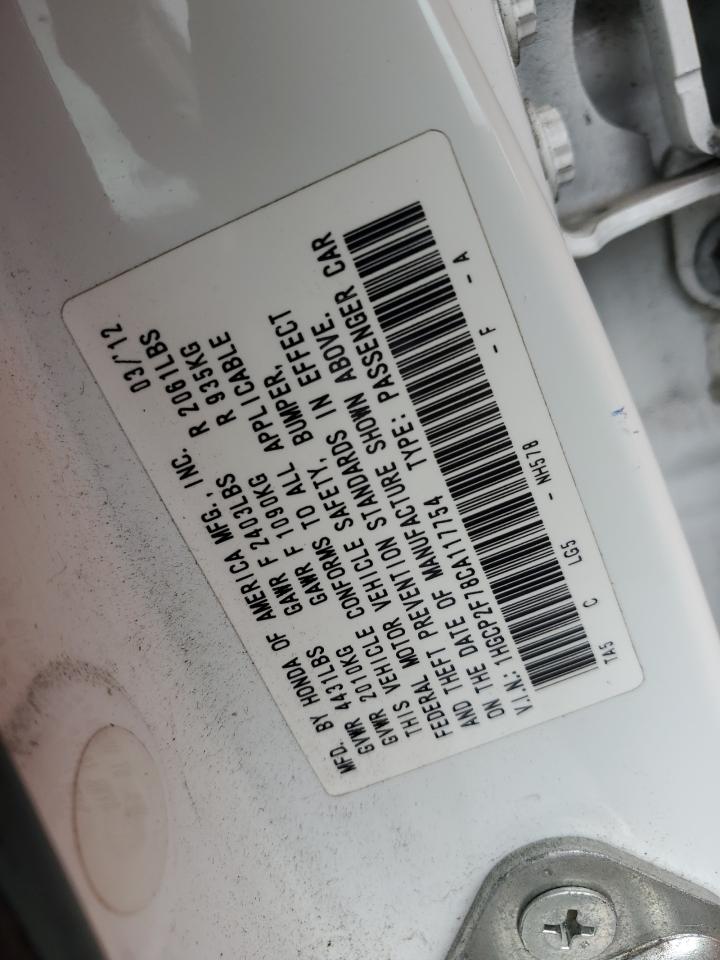 MFD. BY HONDA OF AMERICA MFG., INC. 03/12
GVWR 4431LBS GAWR F 2403LBS R 2061LBS
GVWR 2010KG GAWR F 1090KG R 935KG
THIS VEHICLE CONFORMS TO ALL APPLICABLE
FEDERAL MOTOR VEHICLE SAFETY, BUMPER,
AND THEFT PREVENTION STANDARDS IN EFFECT
ON THE DATE OF MANUFACTURE SHOWN ABOVE.
V.I.N.: 1HGCP2F78CA117754 TYPE: PASSENGER CAR
TA5 C LG5 - NH578 - F - A